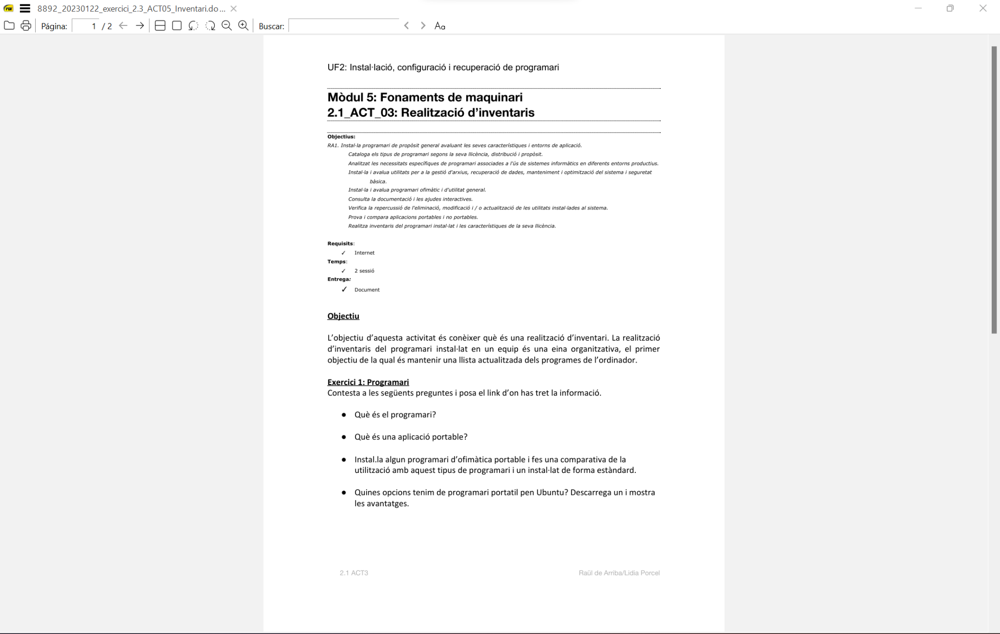 8892_20230122_exercici_2.3_ACT05_Inventari.do...
Página: 1 / 2 Buscar: Aa
UF2: Instal·lació, configuració i recuperació de programari
Mòdul 5: Fonaments de maquinari
2.1_ACT_03: Realització d’inventaris
Objectius:
RA1. Instal·la programari de propòsit general avaluant les seves característiques i entorns de aplicació.
Cataloga els tipus de programari segons la seva llicència, distribució i propòsit.
Analitzat les necessitats específiques de programari associades a l'ús de sistemes informàtics en diferents entorns productius.
Instal·la i avalua utilitats per a la gestió d'arxius, recuperació de dades, manteniment i optimització del sistema i seguretat
bàsica.
Instal·la i avalua programari ofimàtic i d'utilitat general.
Consulta la documentació i les ajudes interactives.
Verifica la repercussió de l'eliminació, modificació i / o actualització de les utilitats instal·lades al sistema.
Prova i compara aplicacions portables i no portables.
Realitza inventaris del programari instal·lat i les característiques de la seva llicència.
Requisits:
✓ Internet
Temps:
✓ 2 sessió
Entrega:
✓ Document
Objectiu
L’objectiu d’aquesta activitat és conèixer què és una realització d’inventari. La realització
d’inventaris del programari instal·lat en un equip és una eina organitzativa, el primer
objectiu de la qual és mantenir una llista actualitzada dels programes de l’ordinador.
Exercici 1: Programari
Contesta a les següents preguntes i posa el link d’on has tret la informació.
● Què és el programari?
● Què és una aplicació portable?
● Instal.la algun programari d’ofimàtica portable i fes una comparativa de la
utilització amb aquest tipus de programari i un instal·lat de forma estàndard.
● Quines opcions tenim de programari portatil pen Ubuntu? Descarrega un i mostra
les avantatges.
2.1 ACT3 Raül de Arriba/Lidia Porcel